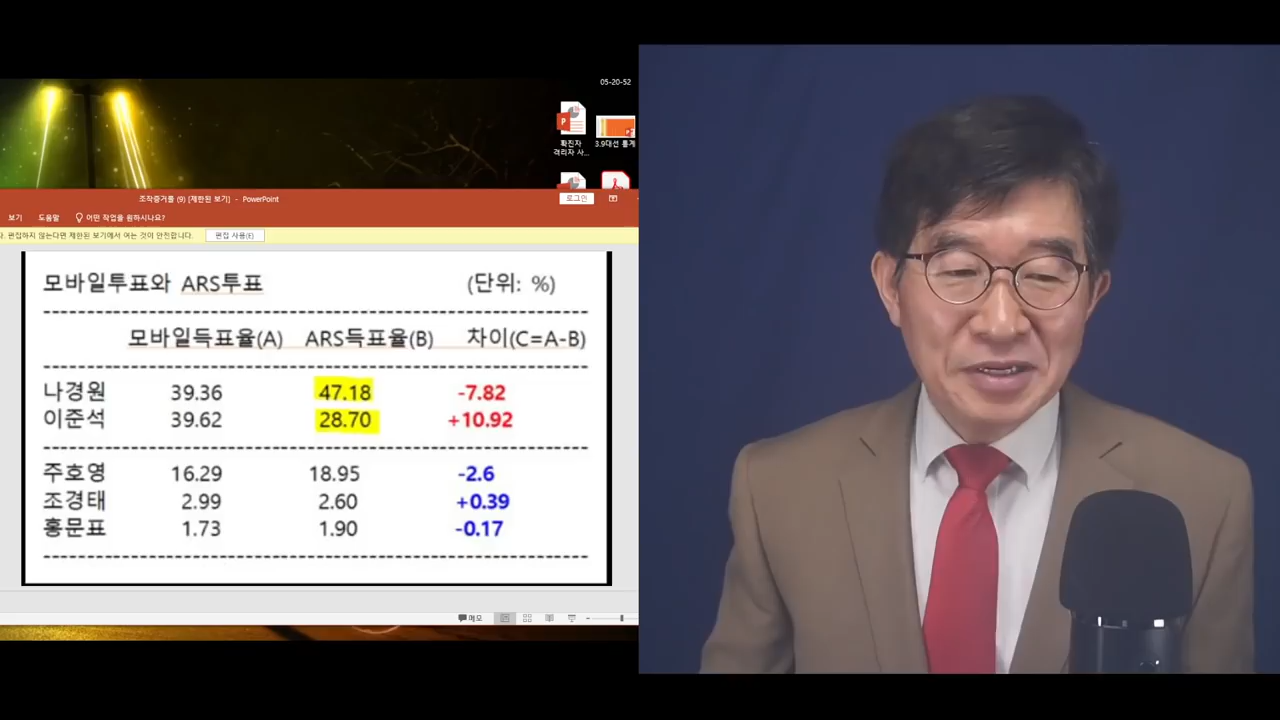 05-20-52
확진자
격리자 사...
3.9대선 통계
조작증거들 (9) [제한된 보기] - PowerPoint
로그인
보기 도움말 어떤 작업을 원하시나요?
편집하지 않는다면 제한된 보기에서 여는 것이 안전합니다. 편집 사용(E)
모바일투표와 ARS투표 (단위: %)
모바일득표율(A) ARS득표율(B) 차이(C=A-B)
나경원 39.36 47.18 -7.82
이준석 39.62 28.70 +10.92
주호영 16.29 18.95 -2.6
조경태 2.99 2.60 +0.39
홍문표 1.73 1.90 -0.17
메모